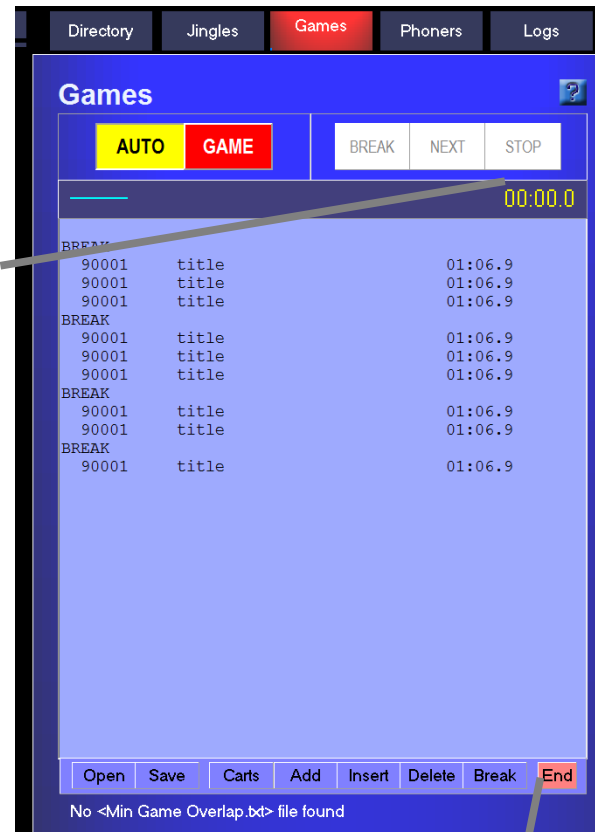 Directory Jingles Games Phoners Logs
Games ?
AUTO GAME BREAK NEXT STOP
00:00.0
BREAK
90001 title 01:06.9
90001 title 01:06.9
90001 title 01:06.9
BREAK
90001 title 01:06.9
90001 title 01:06.9
90001 title 01:06.9
BREAK
90001 title 01:06.9
90001 title 01:06.9
BREAK
90001 title 01:06.9
Open Save Carts Add Insert Delete Break End
No <Min Game Overlap.txt> file found